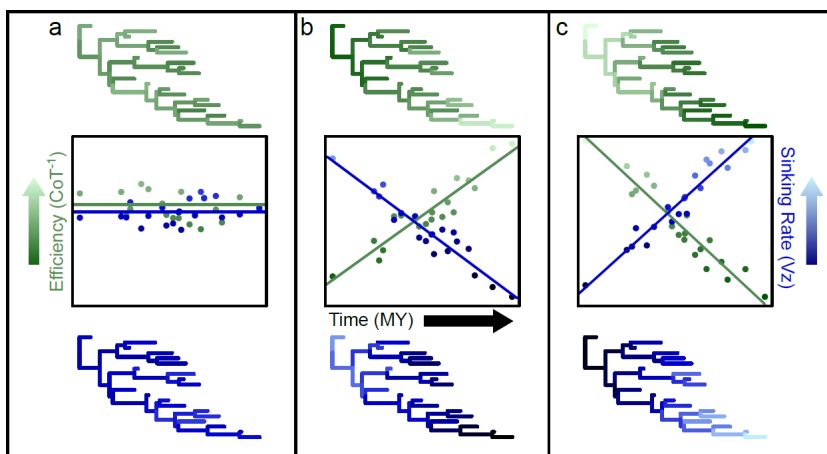 a
b
c
Efficiency (CoT⁻¹)
Sinking Rate (Vz)
Time (MY)